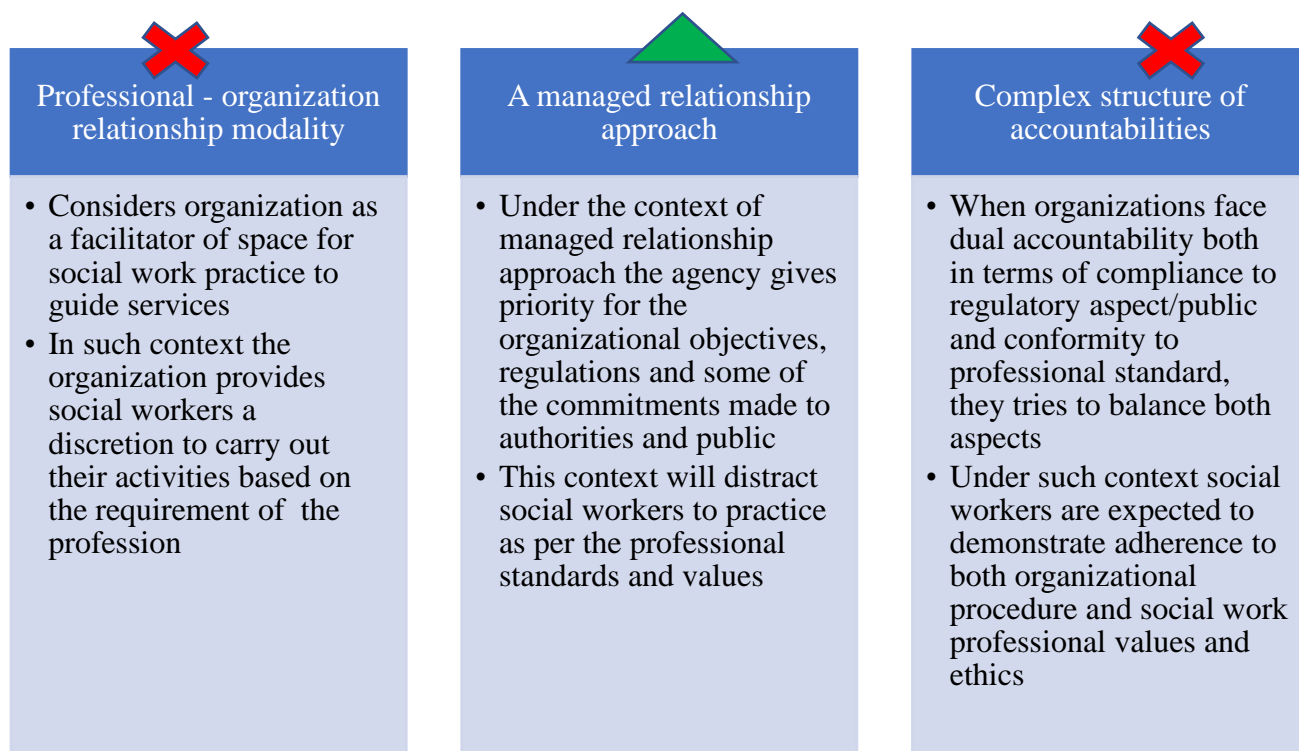 Professional - organization
relationship modality
• Considers organization as
a facilitator of space for
social work practice to
guide services
• In such context the
organization provides
social workers a
discretion to carry out
their activities based on
the requirement of the
profession
A managed relationship
approach
• Under the context of
managed relationship
approach the agency gives
priority for the
organizational objectives,
regulations and some of
the commitments made to
authorities and public
• This context will distract
social workers to practice
as per the professional
standards and values
Complex structure of
accountabilities
• When organizations face
dual accountability both
in terms of compliance to
regulatory aspect/public
and conformity to
professional standard,
they tries to balance both
aspects
• Under such context social
workers are expected to
demonstrate adherence to
both organizational
procedure and social work
professional values and
ethics